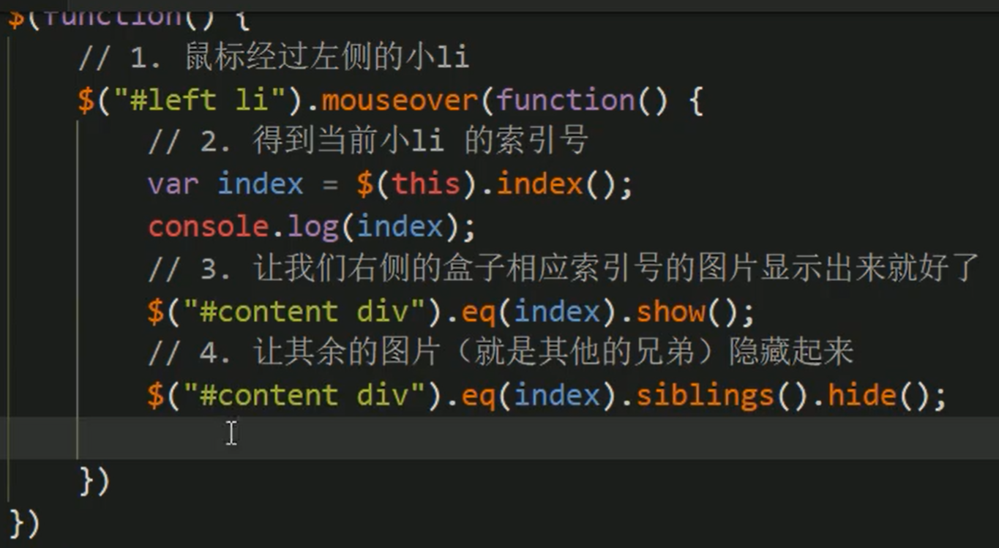 $(function() {
// 1. 鼠标经过左侧的小li
$("#left li").mouseover(function() {
// 2. 得到当前小li 的索引号
var index = $(this).index();
console.log(index);
// 3. 让我们右侧的盒子相应索引号的图片显示出来就好了
$("#content div").eq(index).show();
// 4. 让其余的图片（就是其他的兄弟）隐藏起来
$("#content div").eq(index).siblings().hide();
})
})